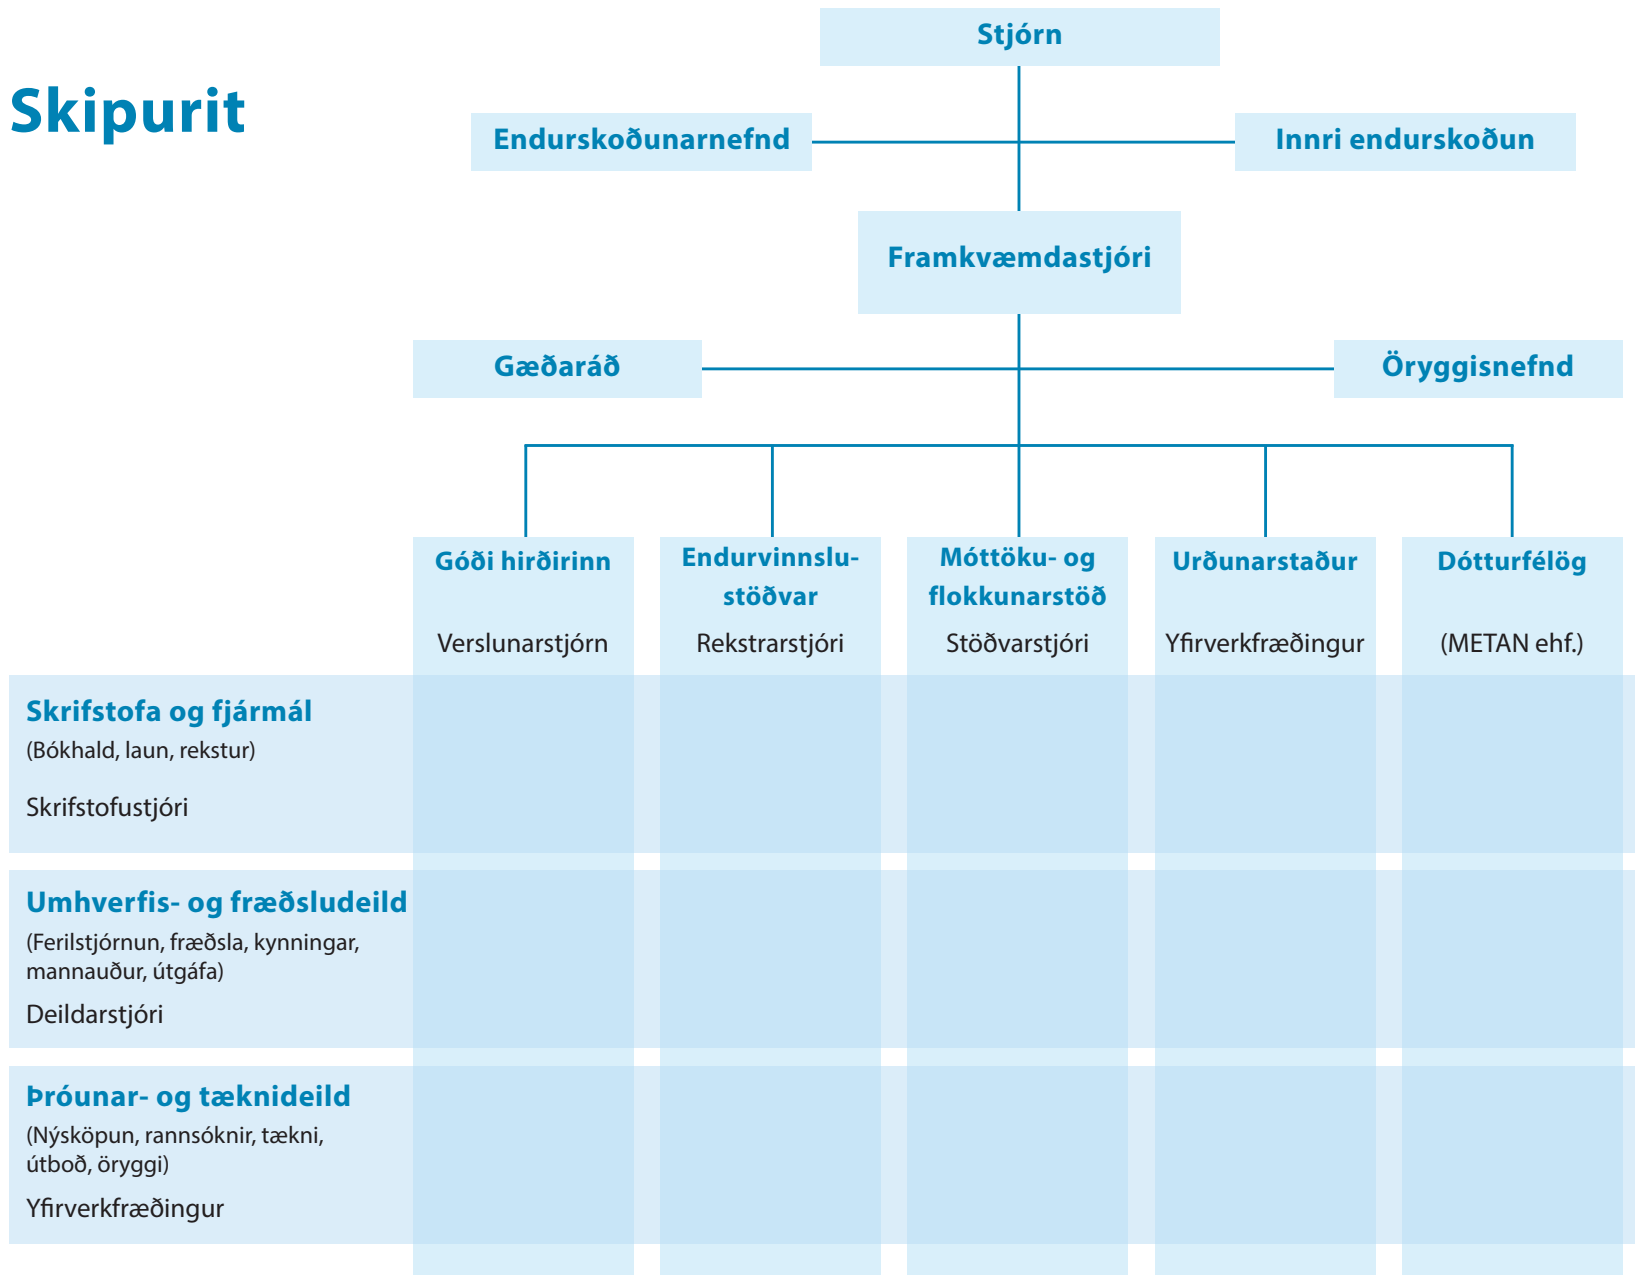 Stjórn
Skipurit
Endurskoðunarnefnd
Innri endurskoðun
Framkvæmdastjóri
Gæðaráð
Öryggisnefnd
Góði hirðirinn
Verslunarstjórn
Endurvinnslu-
stöðvar
Rekstrarstjóri
Móttöku- og
flokkunarstöð
Stöðvarstjóri
Urðunarstaður
Yfirverkfræðingur
Dótturfélög
(METAN ehf.)
Skrifstofa og fjármál
(Bókhald, laun, rekstur)
Skrifstofustjóri
Umhverfis- og fræðsludeild
(Ferilstjórnun, fræðsla, kynningar,
mannauður, útgáfa)
Deildarstjóri
Þróunar- og tæknideild
(Nýsköpun, rannsóknir, tækni,
útboð, öryggi)
Yfirverkfræðingur